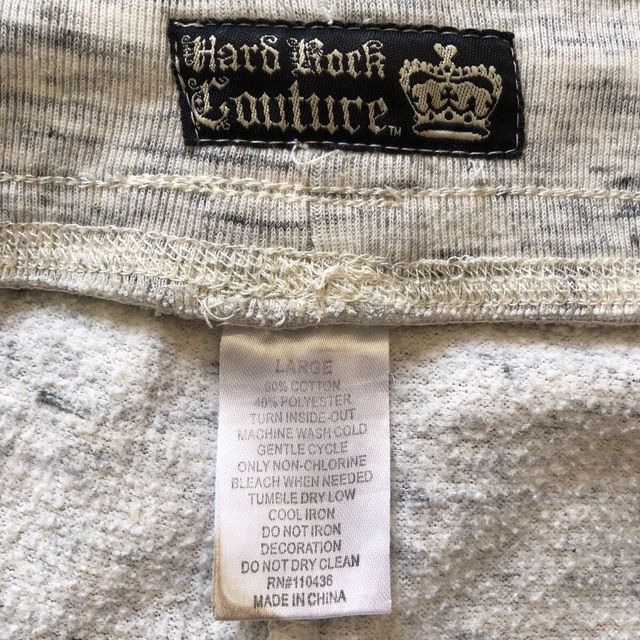 Hard Rock
Couture™
LARGE
60% COTTON
40% POLYESTER
TURN INSIDE-OUT
MACHINE WASH COLD
GENTLE CYCLE
ONLY NON-CHLORINE
BLEACH WHEN NEEDED
TUMBLE DRY LOW
COOL IRON
DO NOT IRON
DECORATION
DO NOT DRY CLEAN
RN#110436
MADE IN CHINA